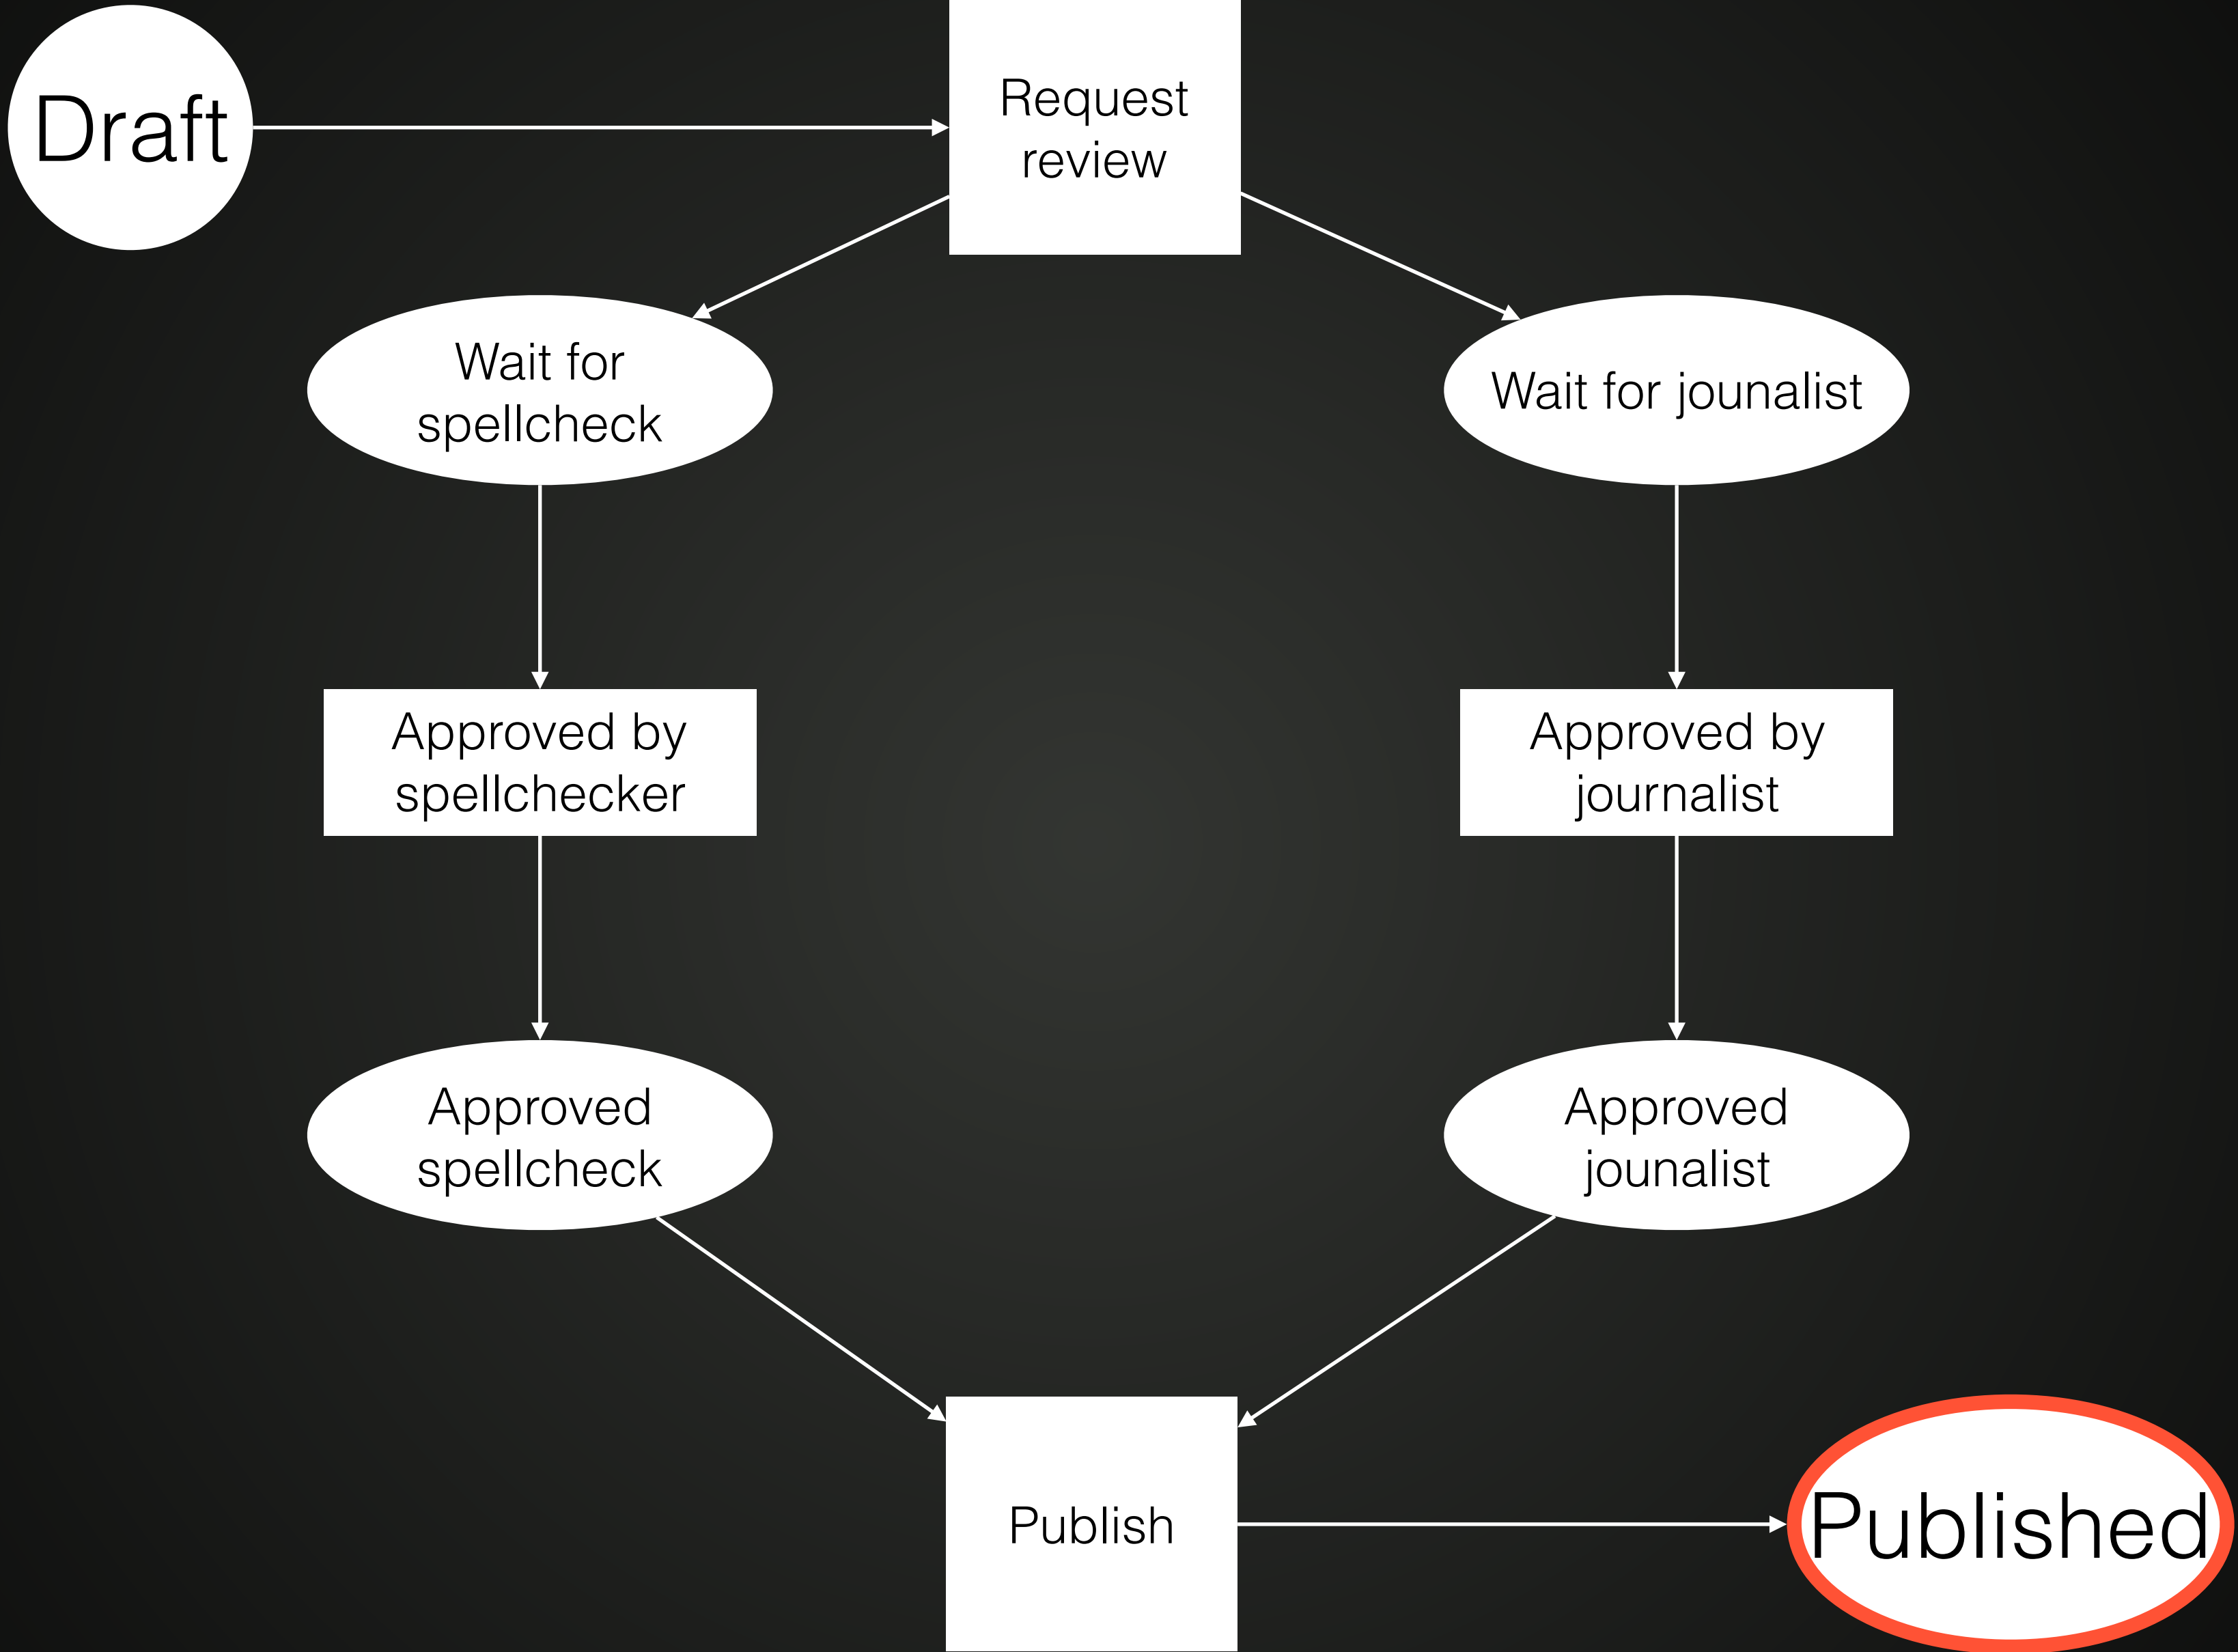 Draft
Request
review
Wait for
spellcheck
Wait for jounalist
Approved by
spellchecker
Approved by
journalist
Approved
spellcheck
Approved
jounalist
Publish
Published